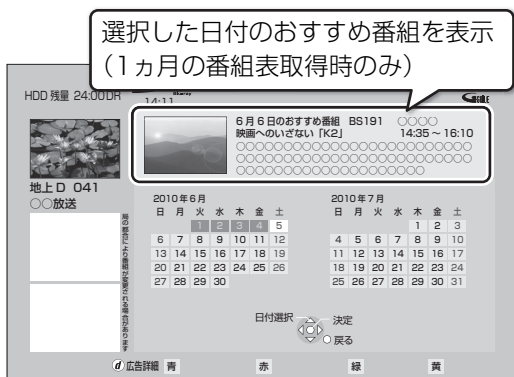 選択した日付のおすすめ番組を表示
（1ヵ月の番組表取得時のみ）
HDD 残量 24:00DR
14:11
6月6日のおすすめ番組 BS191 ○○○○
映画へのいざない「K2」 14:35～16:10
○○○○○○○○○○○○○○○○○○○○○○○○
○○○○○○○○○○○○○○○○○○○○○○○○
○○○○○○○○○○○○○○○○○○○
地上D 041
○○放送
局の都合により番組が変更される場合があります
2010年6月
日 月 火 水 木 金 土
1 2 3 4 5
6 7 8 9 10 11 12
13 14 15 16 17 18 19
20 21 22 23 24 25 26
27 28 29 30
2010年7月
日 月 火 水 木 金 土
1 2 3
4 5 6 7 8 9 10
11 12 13 14 15 16 17
18 19 20 21 22 23 24
25 26 27 28 29 30 31
日付選択 決定
戻る
d 広告詳細 青 赤 緑 黄